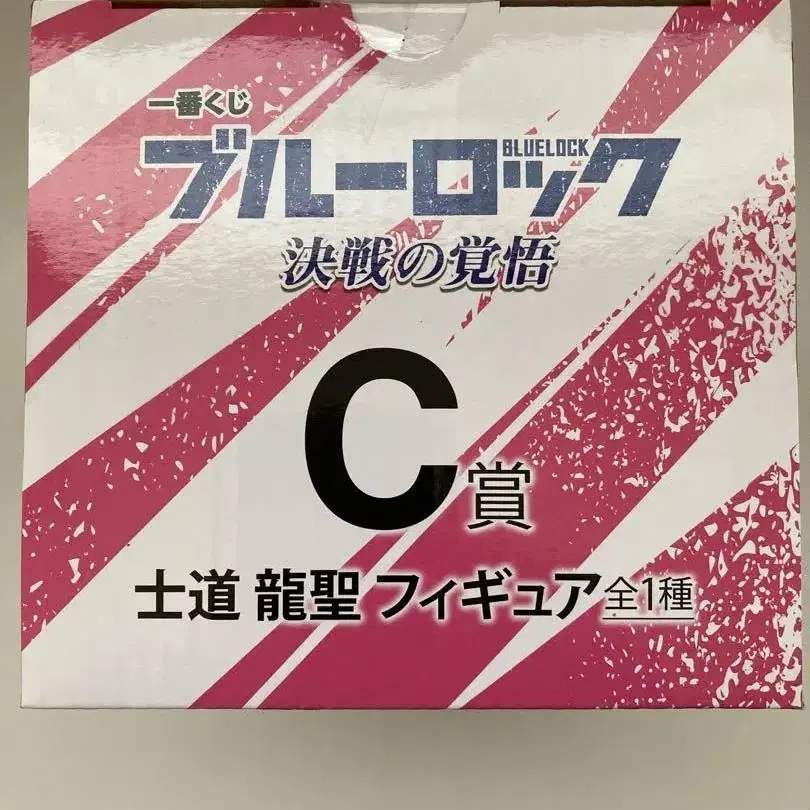 一番くじ
BLUELOCK
ブルーロック
決戦の覚悟
C賞
士道 龍聖 フィギュア 全1種